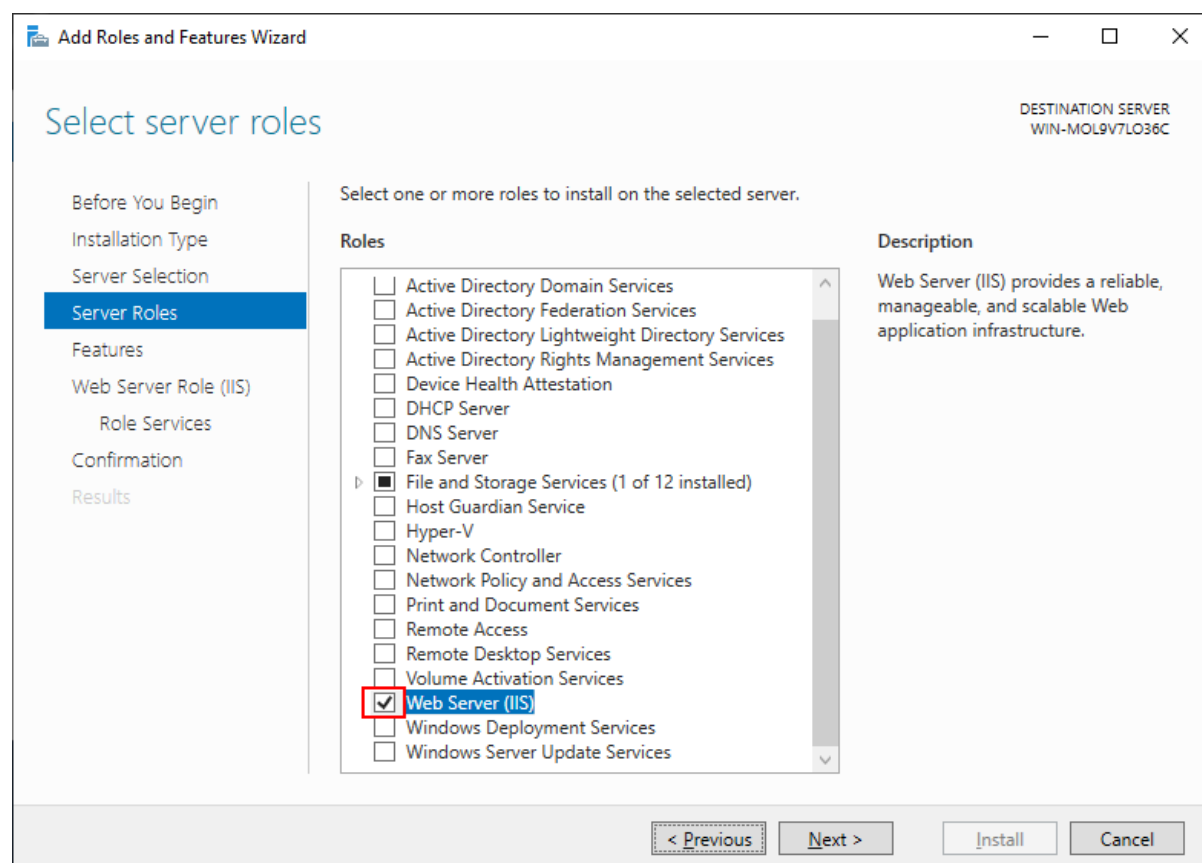 Add Roles and Features Wizard
Select server roles
DESTINATION SERVER
WIN-MOL9V7LO36C
Before You Begin
Installation Type
Server Selection
Server Roles
Features
Web Server Role (IIS)
Role Services
Confirmation
Results
Select one or more roles to install on the selected server.
Roles
Active Directory Domain Services
Active Directory Federation Services
Active Directory Lightweight Directory Services
Active Directory Rights Management Services
Device Health Attestation
DHCP Server
DNS Server
Fax Server
File and Storage Services (1 of 12 installed)
Host Guardian Service
Hyper-V
Network Controller
Network Policy and Access Services
Print and Document Services
Remote Access
Remote Desktop Services
Volume Activation Services
Web Server (IIS)
Windows Deployment Services
Windows Server Update Services
Description
Web Server (IIS) provides a reliable,
manageable, and scalable Web
application infrastructure.
< Previous
Next >
Install
Cancel